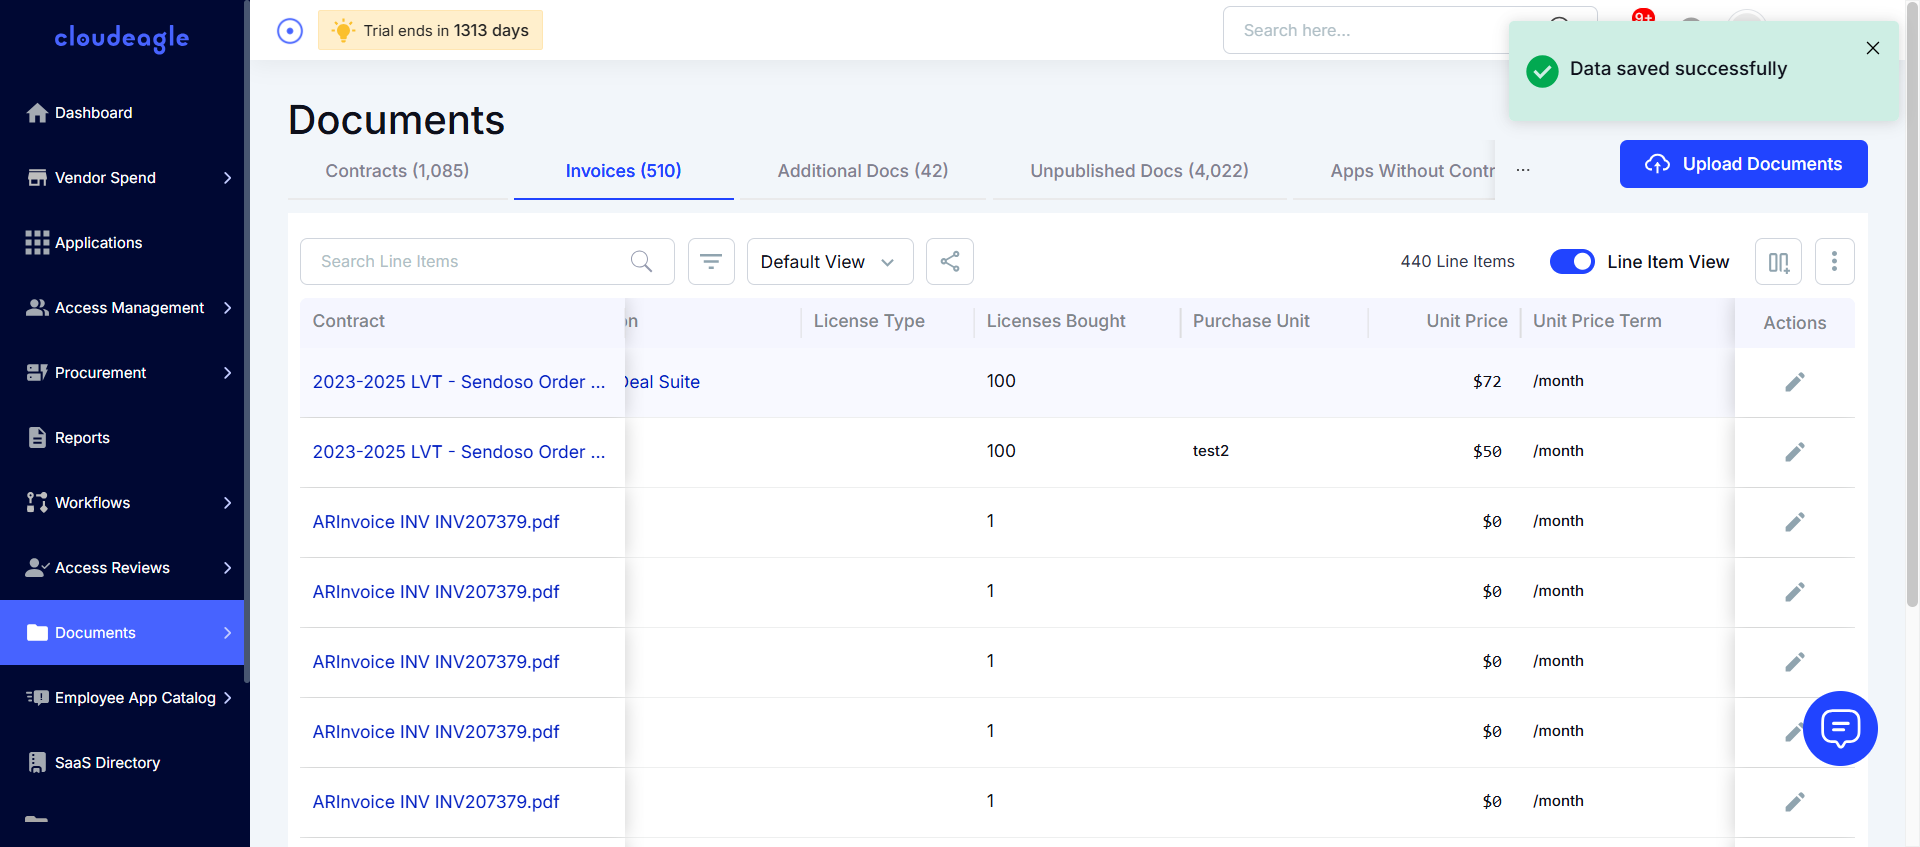 cloudeagle
Dashboard
Vendor Spend
Applications
Access Management
Procurement
Reports
Workflows
Access Reviews
Documents
Employee App Catalog
SaaS Directory
Trial ends in 1313 days
Search here...
9+
Data saved successfully
Documents
Contracts (1,085)
Invoices (510)
Additional Docs (42)
Unpublished Docs (4,022)
Apps Without Contr
...
Upload Documents
Search Line Items
Default View
440 Line Items
Line Item View
Contract
on
License Type
Licenses Bought
Purchase Unit
Unit Price
Unit Price Term
Actions
2023-2025 LVT - Sendoso Order ...
Deal Suite
100
$72
/month
2023-2025 LVT - Sendoso Order ...
100
test2
$50
/month
ARInvoice INV INV207379.pdf
1
$0
/month
ARInvoice INV INV207379.pdf
1
$0
/month
ARInvoice INV INV207379.pdf
1
$0
/month
ARInvoice INV INV207379.pdf
1
$0
/month
ARInvoice INV INV207379.pdf
1
$0
/month